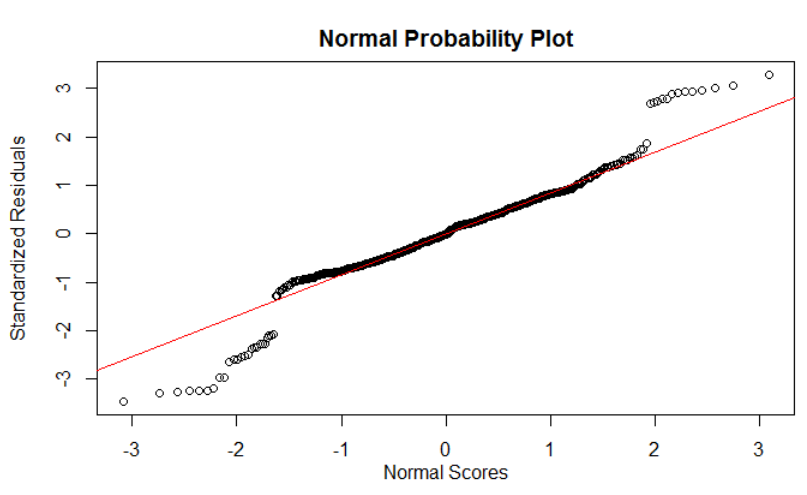 Normal Probability Plot
Standardized Residuals
3
2
1
0
-1
-2
-3
-3 -2 -1 0 1 2 3
Normal Scores